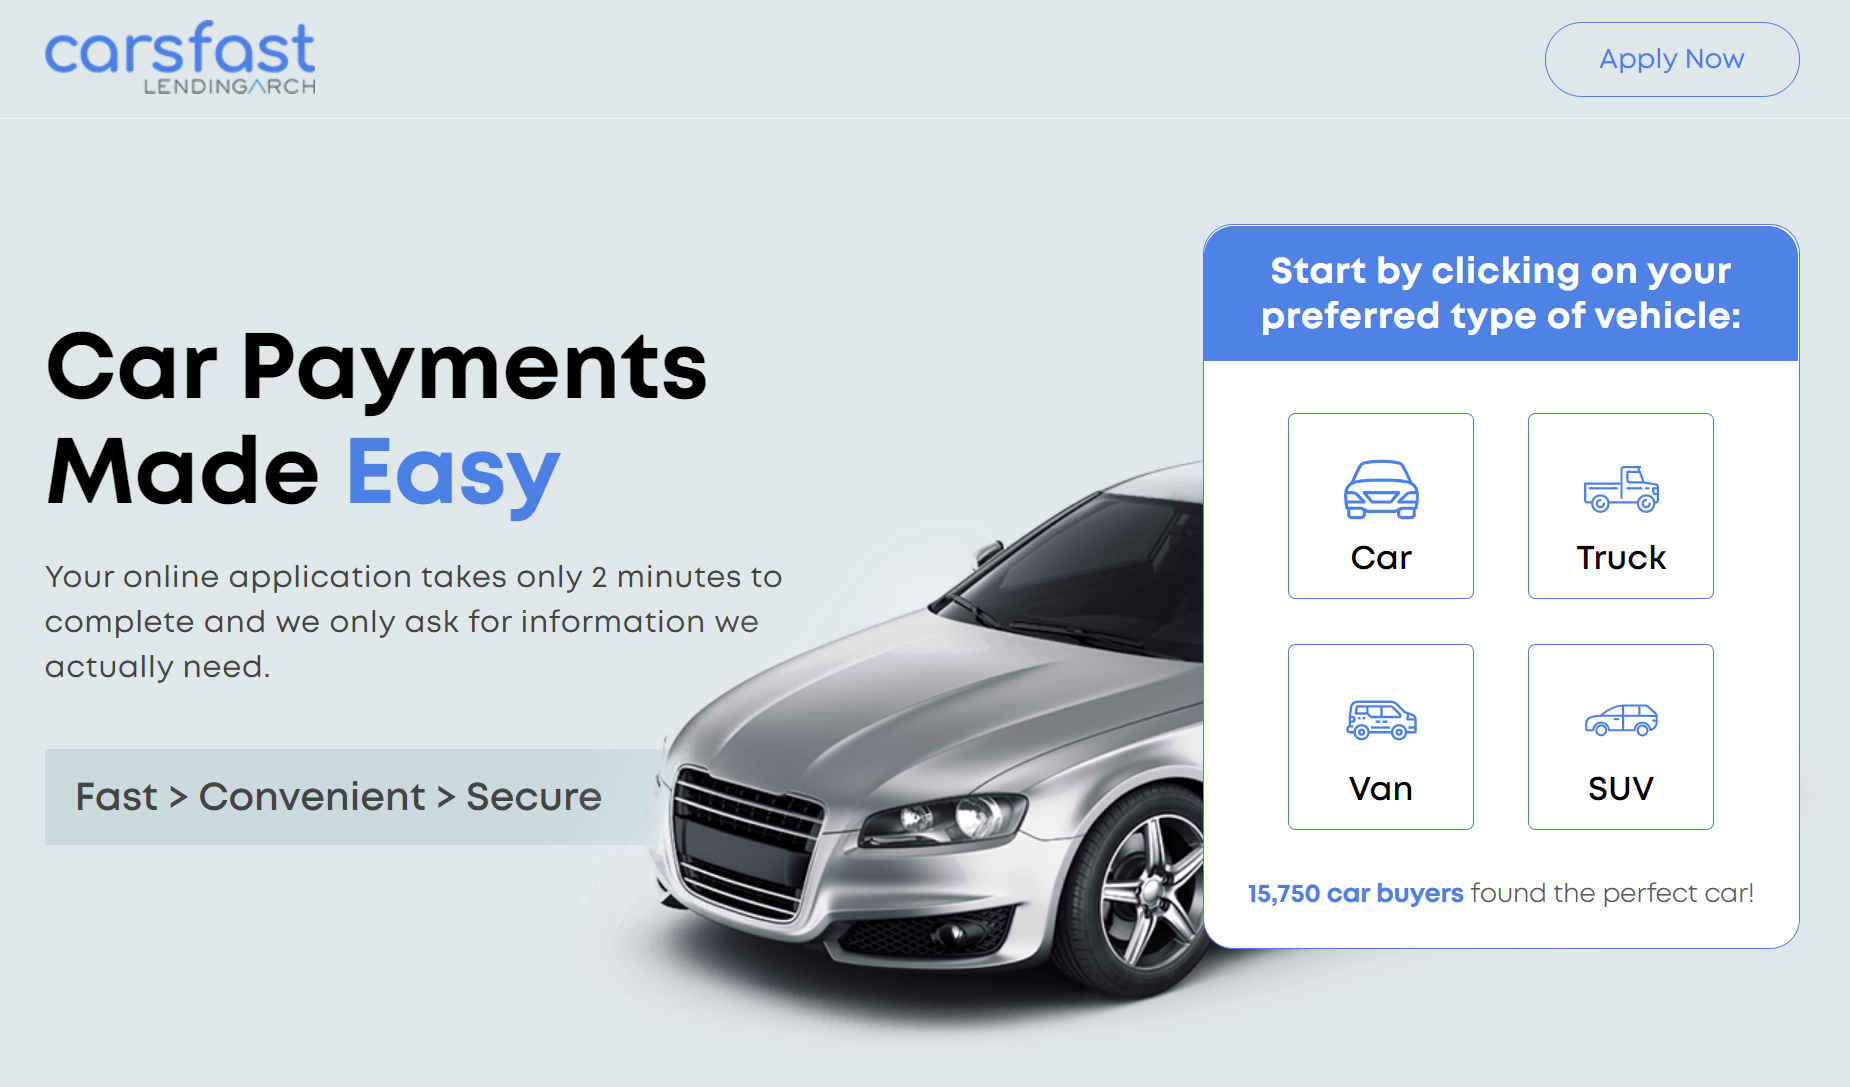 carsfast
LENDINGARCH
Apply Now
Car Payments
Made Easy
Your online application takes only 2 minutes to
complete and we only ask for information we
actually need.
Fast > Convenient > Secure
Start by clicking on your
preferred type of vehicle:
Car
Truck
Van
SUV
15,750 car buyers found the perfect car!